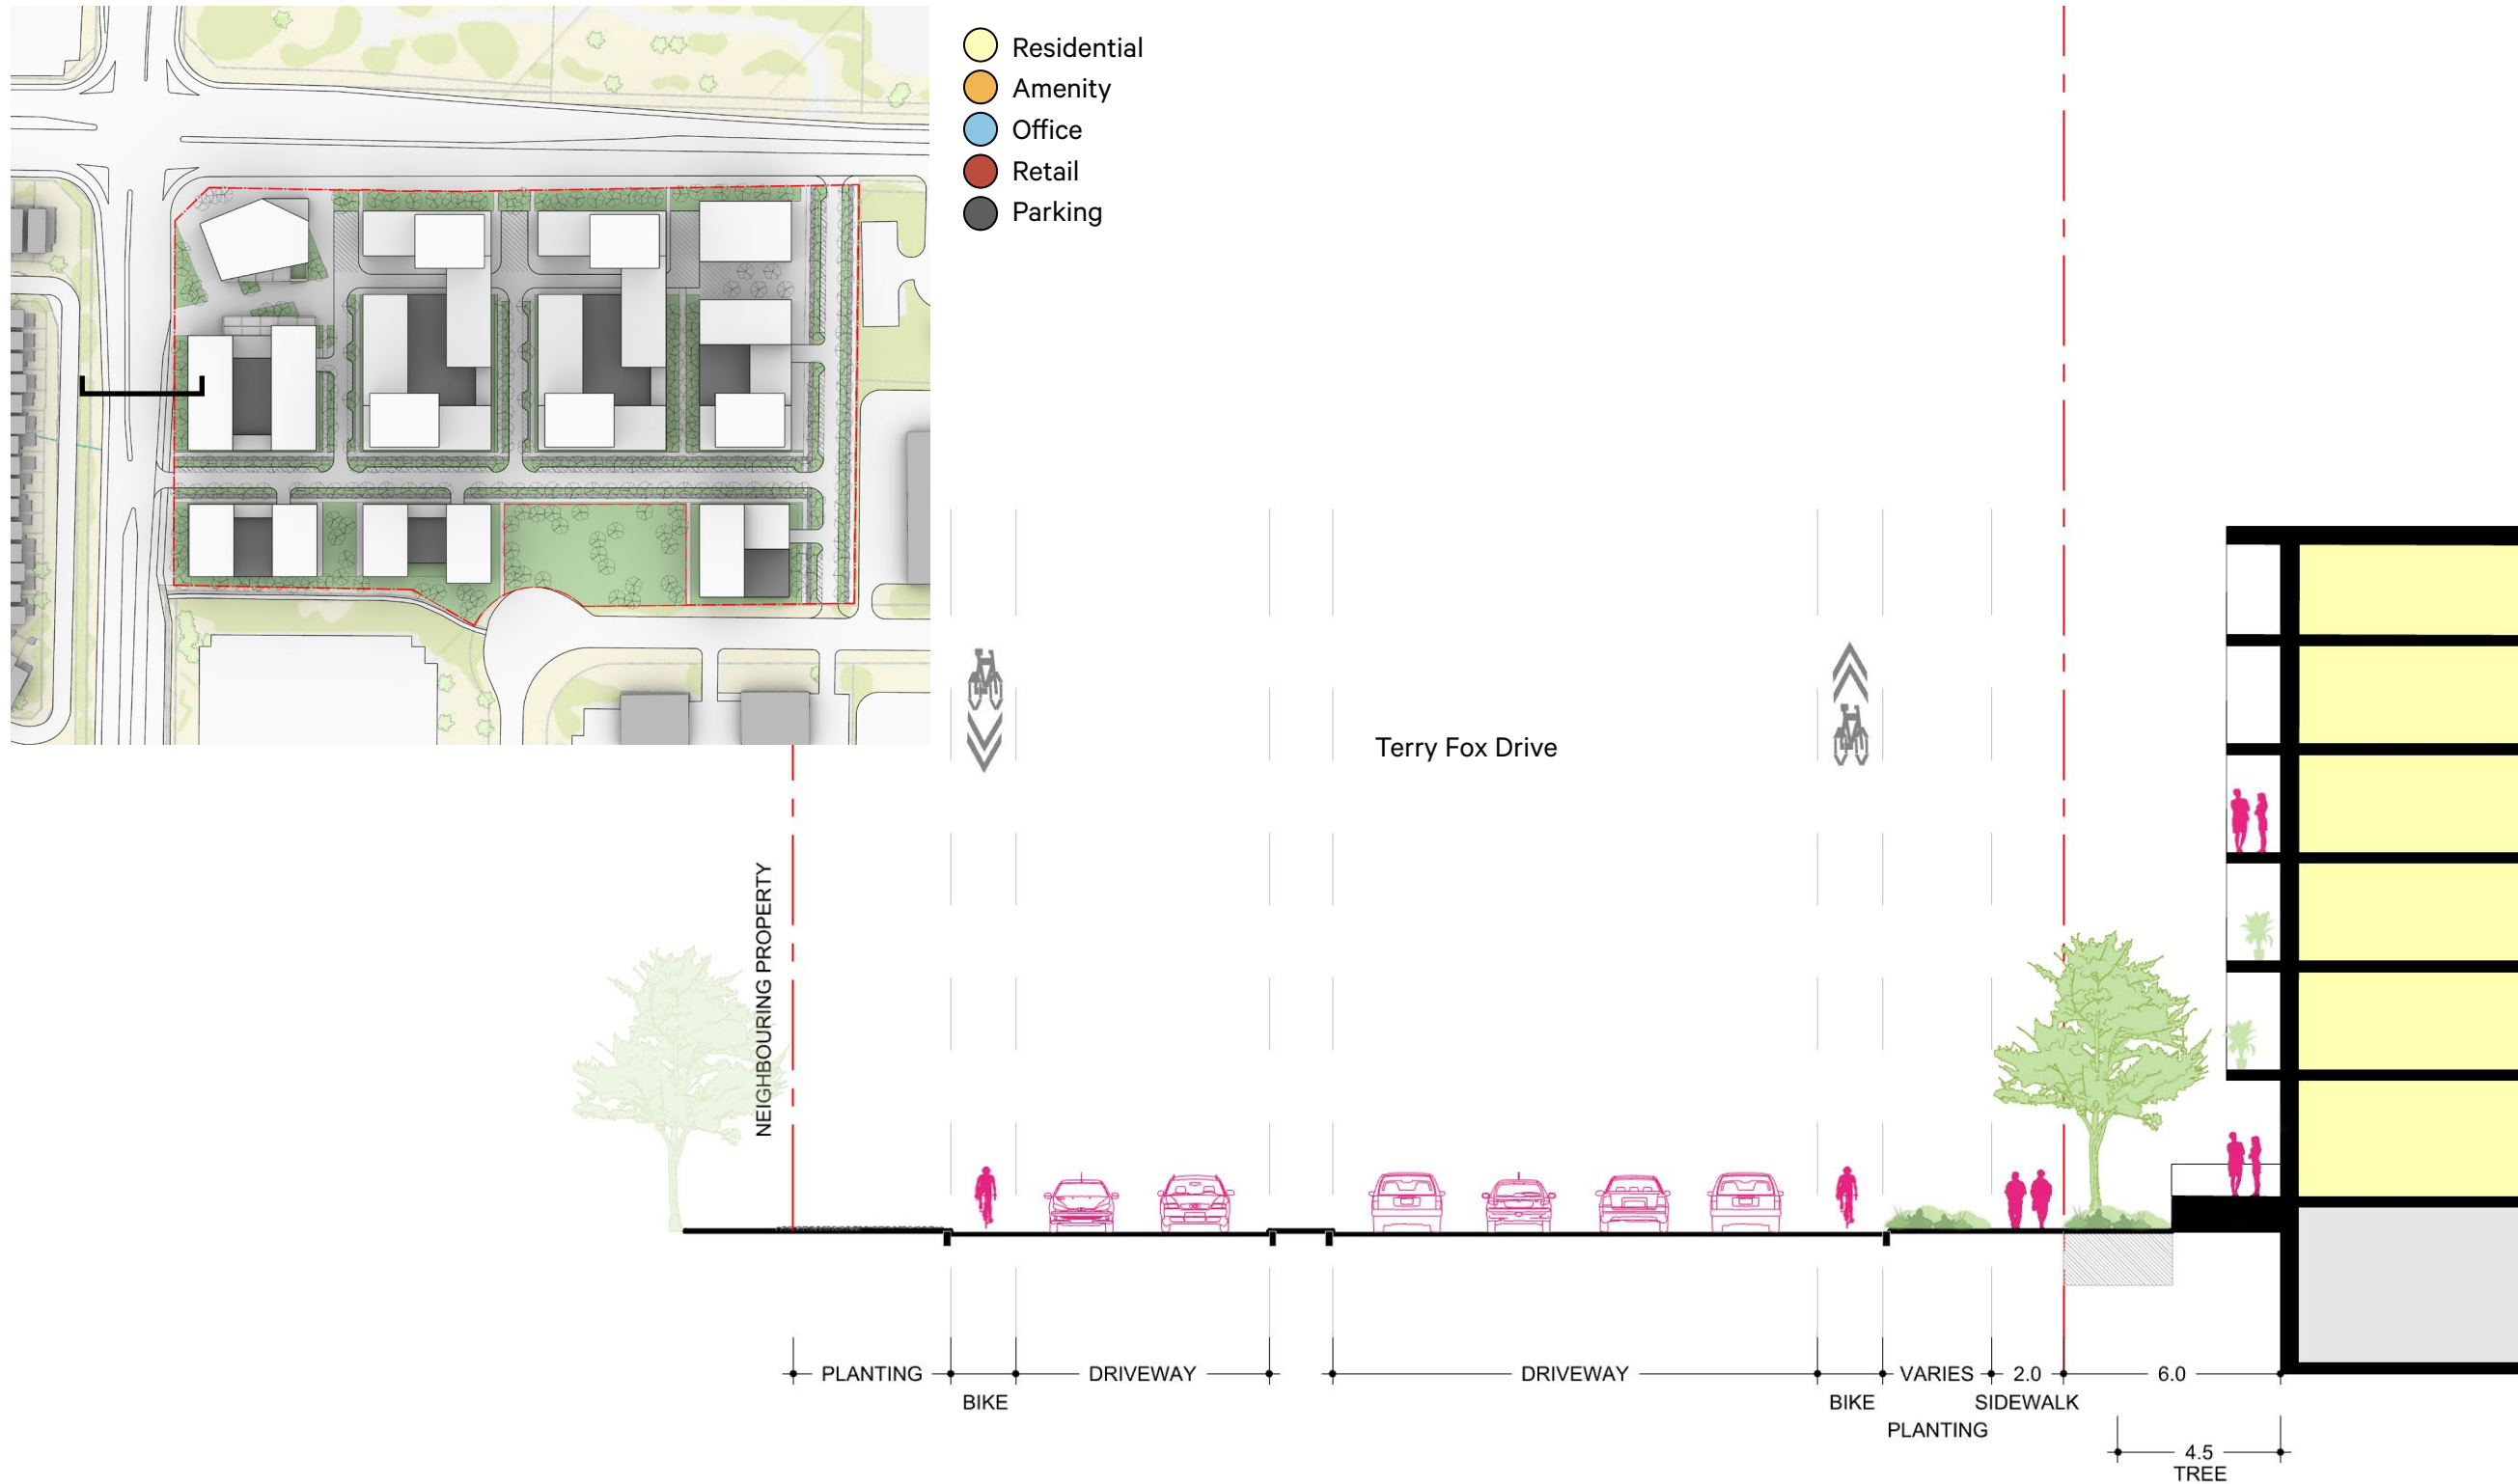 Residential
Amenity
Office
Retail
Parking
Terry Fox Drive
NEIGHBOURING PROPERTY
PLANTING
DRIVEWAY
DRIVEWAY
VARIES
2.0
6.0
BIKE
BIKE
SIDEWALK
PLANTING
4.5
TREE